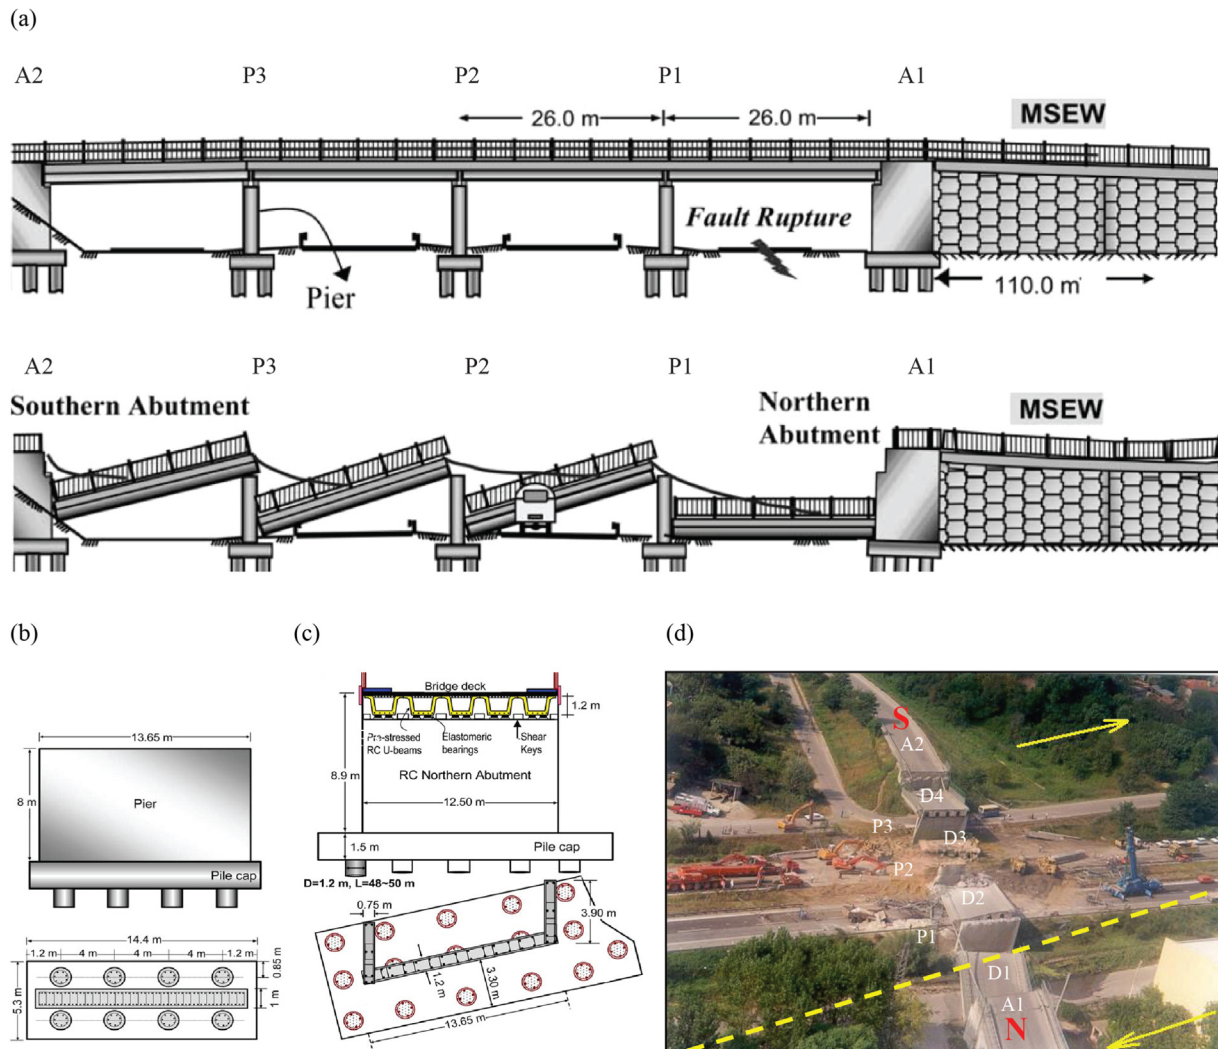 (a)
A2 P3 P2 P1 A1
26.0 m 26.0 m MSEW
Fault Rupture
Pier
110.0 m
A2 P3 P2 P1 A1
Southern Abutment
Northern
Abutment
MSEW
(b)
13.65 m
8 m
Pier
Pile cap
14.4 m
1.2 m 4 m 4 m 4 m 1.2 m
0.85 m
1 m
5.3 m
(c)
Bridge deck
1.2 m
Pre-stressed
RC U-beams
Elastomeric
bearings
Shear
Keys
8.9 m
RC Northern Abutment
12.50 m
1.5 m
Pile cap
D=1.2 m, L=48~50 m
0.75 m
3.90 m
1.2 m
3.30 m
13.65 m
(d)
S
A2
D4
P3
D3
P2
D2
P1
D1
A1
N